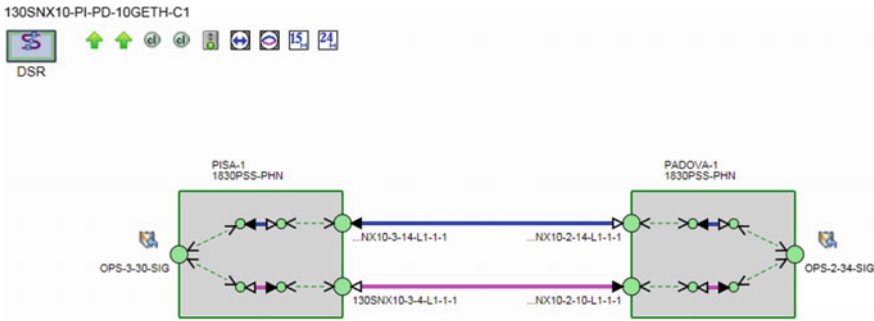 130SNX10-PI-PD-10GETH-C1
cl cl 15 24
DSR
PISA-1
1830PSS-PHN
PADOVA-1
1830PSS-PHN
...NX10-3-14-L1-1-1
...NX10-2-14-L1-1-1
OPS-3-30-SIG
OPS-2-34-SIG
130SNX10-3-4-L1-1-1
...NX10-2-10-L1-1-1